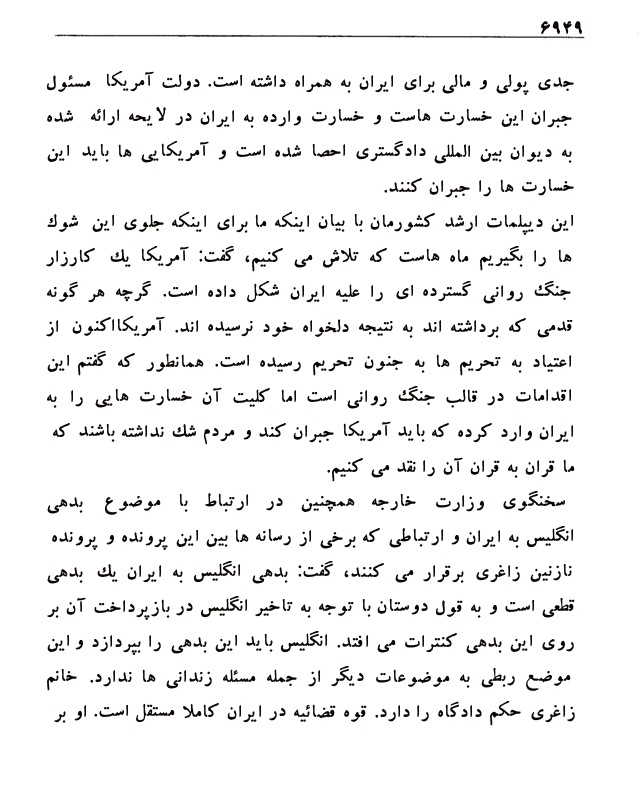 ۶۹۴۹
جدی پولی و مالی برای ایران به همراه داشته است. دولت آمریکا مسئول
جبران این خسارت هاست و خسارت وارده به ایران در لایحه ارائه شده
به دیوان بین المللی دادگستری احصا شده است و آمریکایی ها باید این
خسارت ها را جبران کنند.
این دیپلمات ارشد کشورمان با بیان اینکه ما برای اینکه جلوی این شوك
ها را بگیریم ماه هاست که تلاش می کنیم، گفت: آمریکا یك کارزار
جنگ روانی گسترده ای را علیه ایران شکل داده است. گرچه هر گونه
قدمی که برداشته اند به نتیجه دلخواه خود نرسیده اند. آمریکااکنون از
اعتیاد به تحریم ها به جنون تحریم رسیده است. همانطور که گفتم این
اقدامات در قالب جنگ روانی است اما کلیت آن خسارت هایی را به
ایران وارد کرده که باید آمریکا جبران کند و مردم شك نداشته باشند که
ما قران به قران آن را نقد می کنیم.
سخنگوی وزارت خارجه همچنین در ارتباط با موضوع بدهی
انگلیس به ایران و ارتباطی که برخی از رسانه ها بین این پرونده و پرونده
نازنین زاغری برقرار می کنند، گفت: بدهی انگلیس به ایران یك بدهی
قطعی است و به قول دوستان با توجه به تاخیر انگلیس در بازپرداخت آن بر
روی این بدهی کنترات می افتد. انگلیس باید این بدهی را بپردازد و این
موضع ربطی به موضوعات دیگر از جمله مسئله زندانی ها ندارد. خانم
زاغری حکم دادگاه را دارد. قوه قضائیه در ایران کاملا مستقل است. او بر